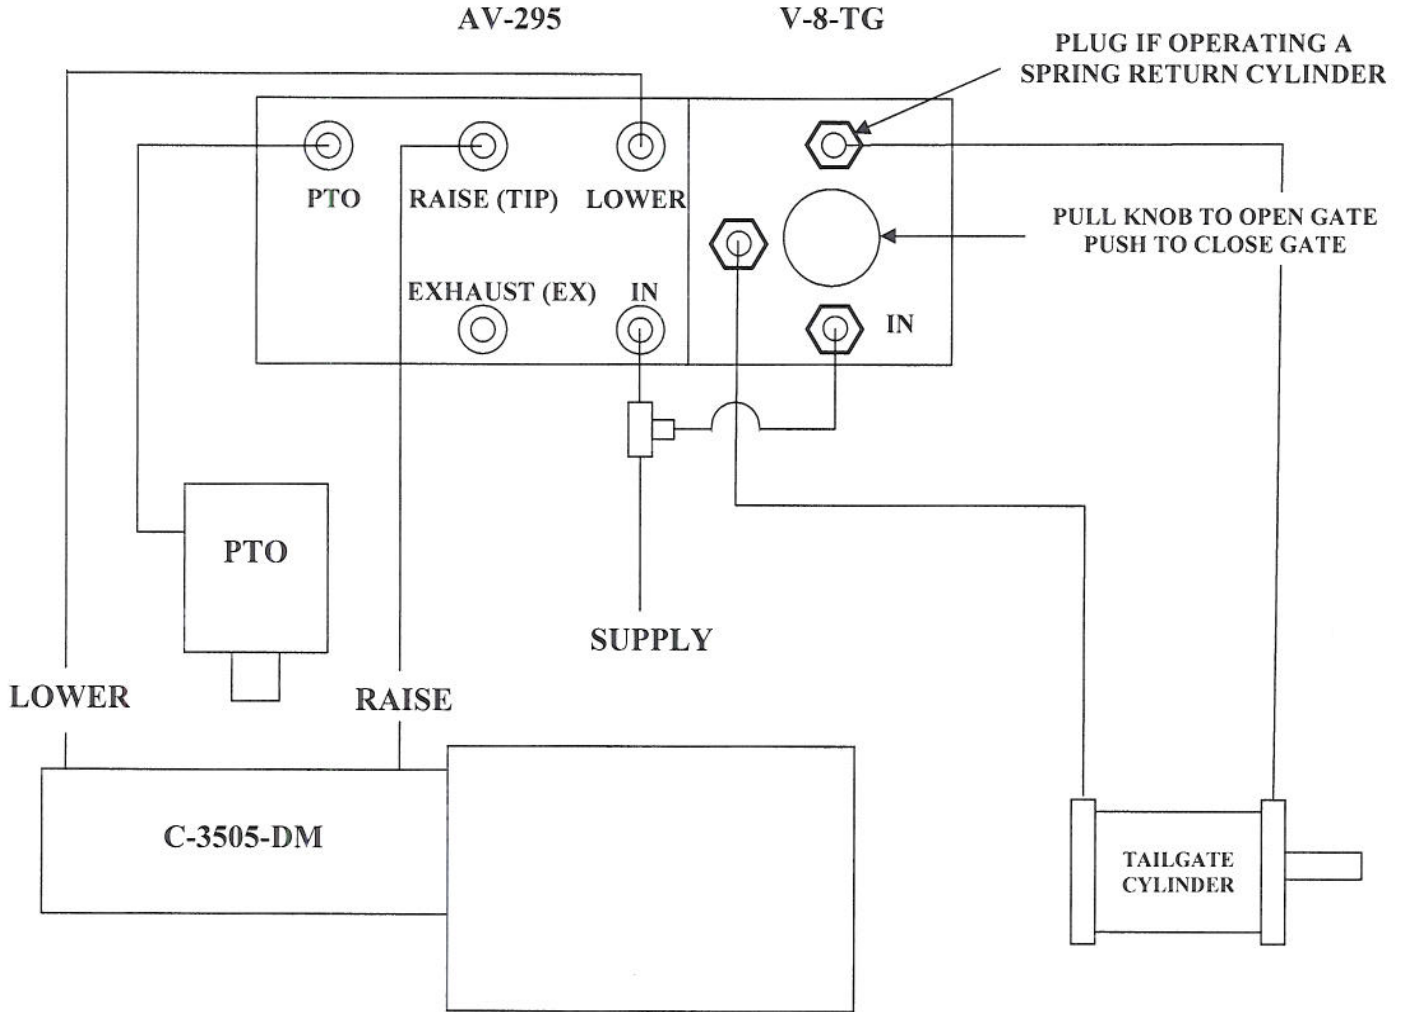 AV-295
V-8-TG
PLUG IF OPERATING A
SPRING RETURN CYLINDER
PTO
RAISE (TIP)
LOWER
PULL KNOB TO OPEN GATE
PUSH TO CLOSE GATE
EXHAUST (EX)
IN
IN
PTO
SUPPLY
LOWER
RAISE
C-3505-DM
TAILGATE
CYLINDER